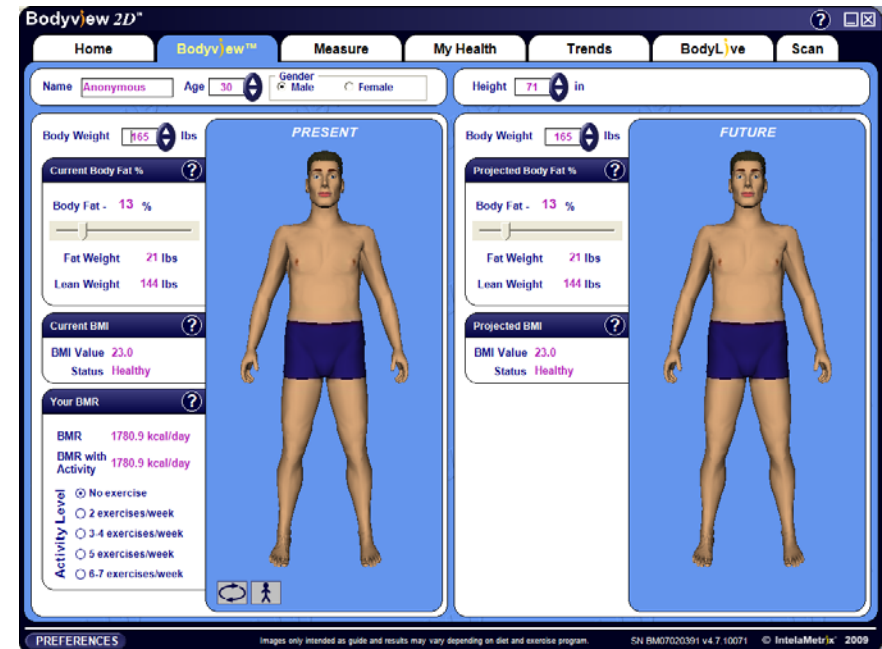 Bodyview 2D™ ?
Home Bodyview™ Measure My Health Trends BodyLive Scan
Name Anonymous Age 30 Gender Male Female Height 71 in
Body Weight 165 lbs
PRESENT
Current Body Fat % ?
Body Fat - 13 %
Fat Weight 21 lbs
Lean Weight 144 lbs
Current BMI ?
BMI Value 23.0
Status Healthy
Your BMR ?
BMR 1780.9 kcal/day
BMR with
Activity 1780.9 kcal/day
Activity Level
No exercise
2 exercises/week
3-4 exercises/week
5 exercises/week
6-7 exercises/week
Body Weight 165 lbs
FUTURE
Projected Body Fat % ?
Body Fat - 13 %
Fat Weight 21 lbs
Lean Weight 144 lbs
Projected BMI ?
BMI Value 23.0
Status Healthy
PREFERENCES Images only intended as guide and results may vary depending on diet and exercise program. SN BM07020391 v4.7.10071 © IntelaMetrix 2009